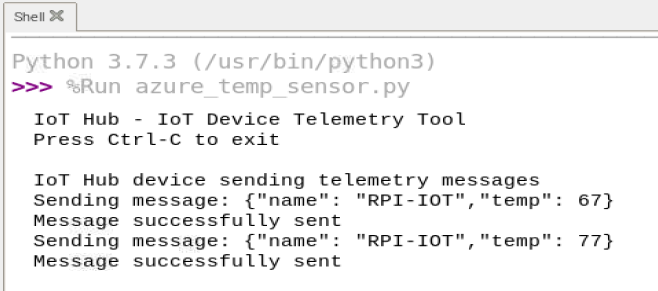 Shell
Python 3.7.3 (/usr/bin/python3)
>>> %Run azure_temp_sensor.py
IoT Hub - IoT Device Telemetry Tool
Press Ctrl-C to exit
IoT Hub device sending telemetry messages
Sending message: {"name": "RPI-IOT","temp": 67}
Message successfully sent
Sending message: {"name": "RPI-IOT","temp": 77}
Message successfully sent